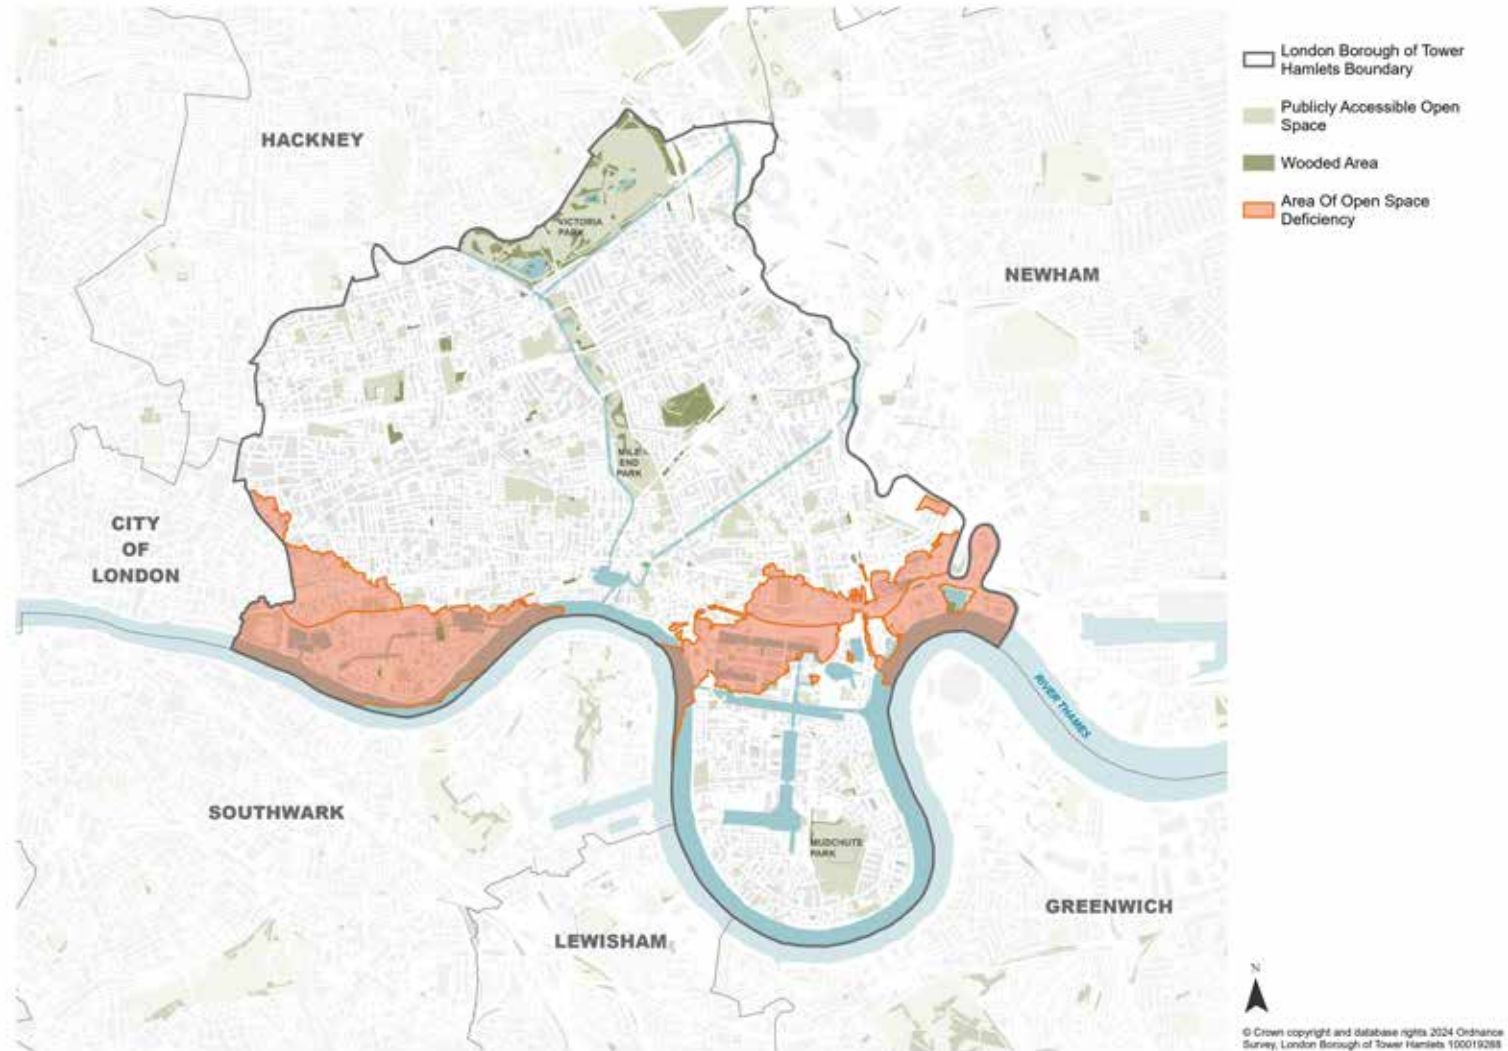 HACKNEY
VICTORIA
PARK
NEWHAM
MILE
END
PARK
CITY
OF
LONDON
RIVER THAMES
SOUTHWARK
MUDCHUTE
PARK
GREENWICH
LEWISHAM
London Borough of Tower
Hamlets Boundary
Publicly Accessible Open
Space
Wooded Area
Area Of Open Space
Deficiency
N
© Crown copyright and database rights 2024 Ordnance
Survey, London Borough of Tower Hamlets 100019288